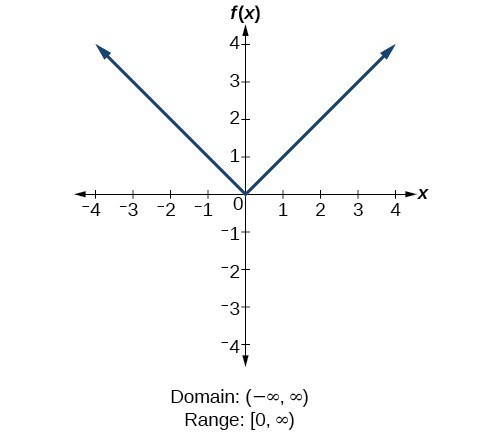 f(x)
4
3
2
1
−4 −3 −2 −1 0 1 2 3 4 x
−1
−2
−3
−4
Domain: (−∞, ∞)
Range: [0, ∞)